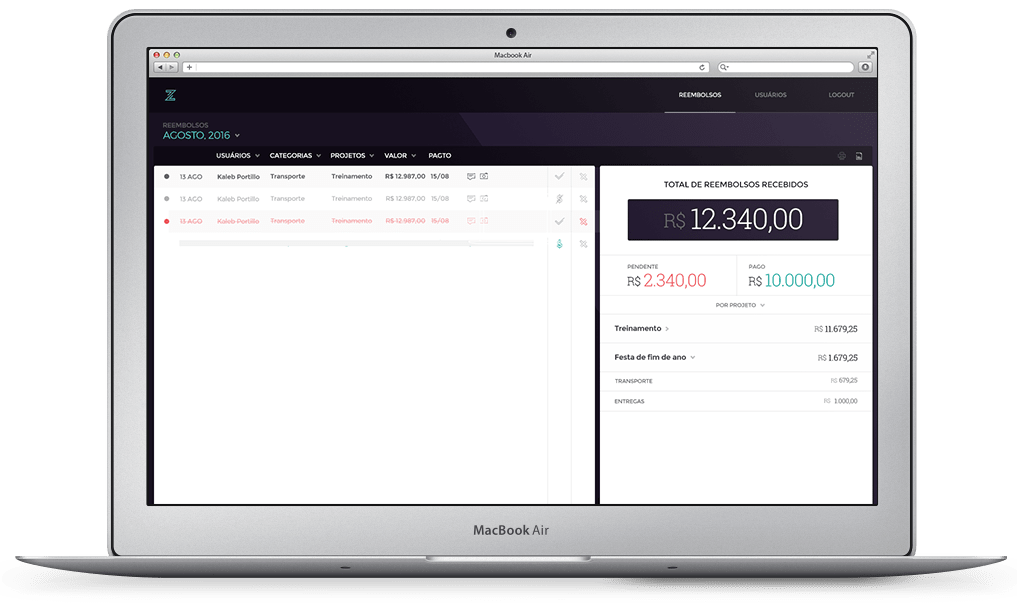 Macbook Air
REEMBOLSOS USUÁRIOS LOGOUT
REEMBOLSOS
AGOSTO, 2016
USUÁRIOS CATEGORIAS PROJETOS VALOR PAGTO
13 AGO Kaleb Portillo Transporte Treinamento R$ 12.987,00 15/08
13 AGO Kaleb Portillo Transporte Treinamento R$ 12.987,00 15/08
13 AGO Kaleb Portillo Transporte Treinamento R$ 12.987,00 15/08
TOTAL DE REEMBOLSOS RECEBIDOS
R$ 12.340,00
PENDENTE
R$ 2.340,00
PAGO
R$ 10.000,00
POR PROJETO
Treinamento R$ 11.679,25
Festa de fim de ano R$ 1.679,25
TRANSPORTE R$ 679,25
ENTREGAS R$ 1.000,00
MacBook Air